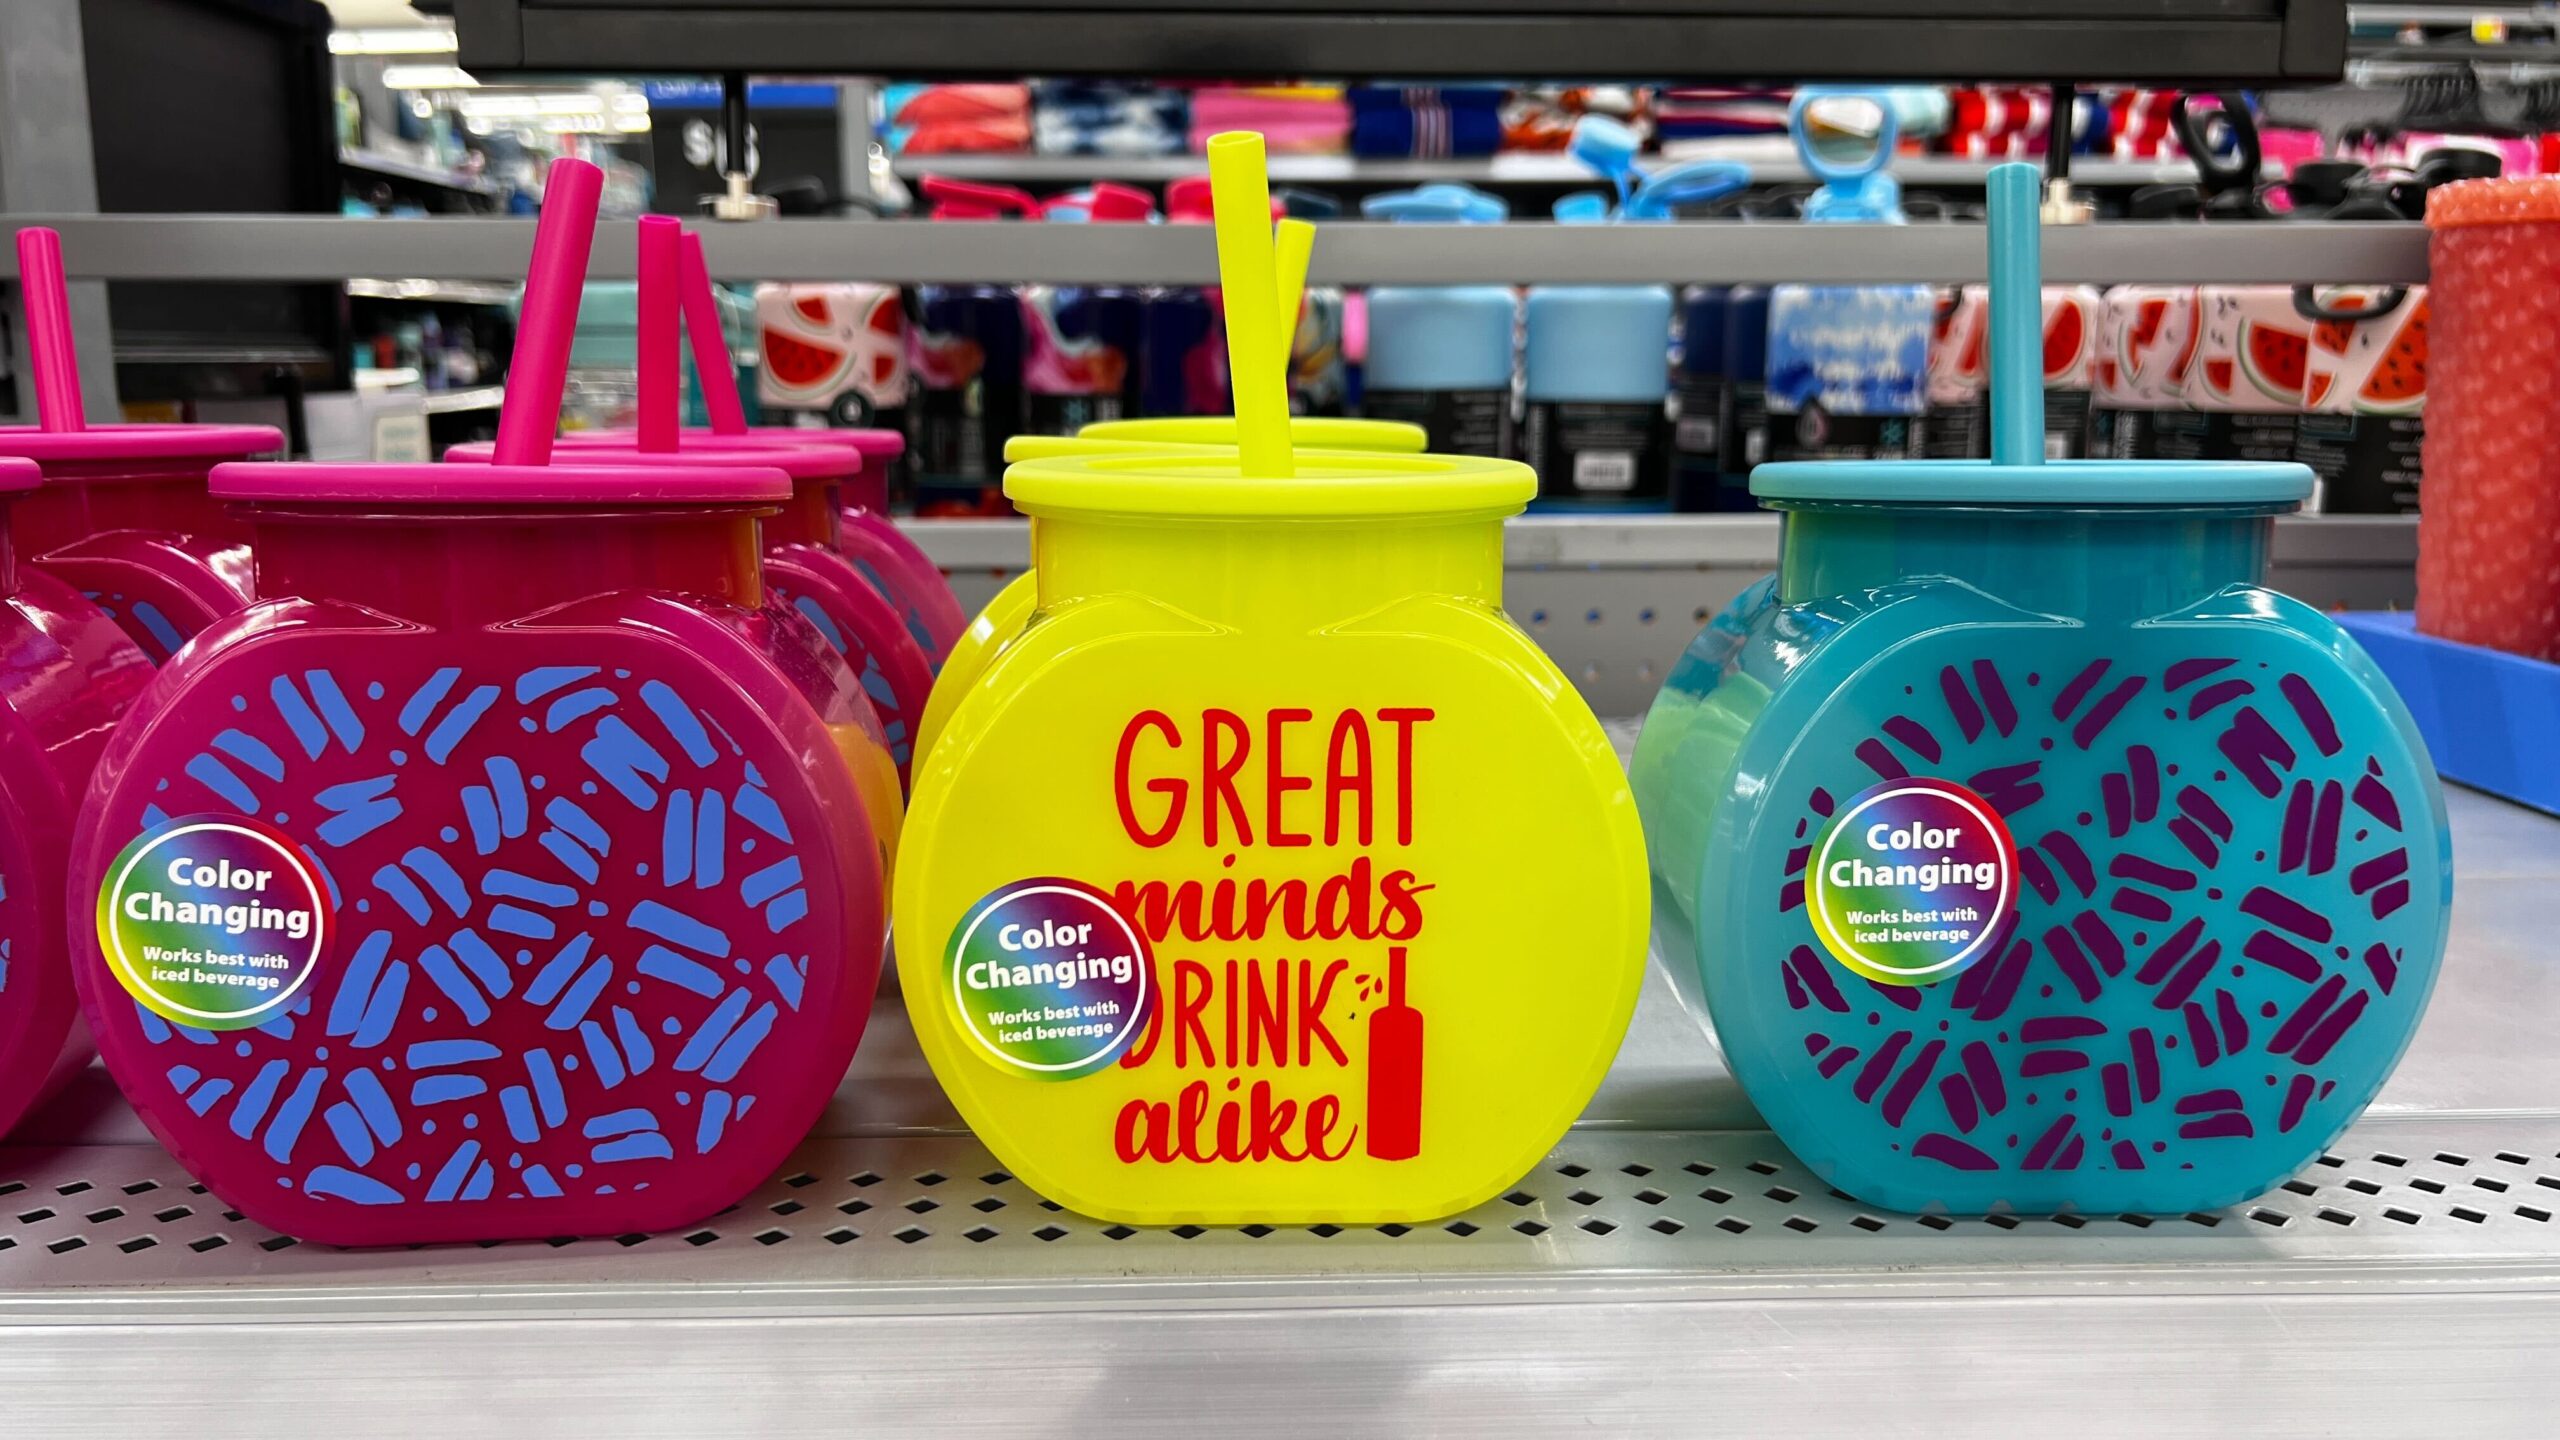 Color
Changing
Works best with
iced beverage
GREAT
minds
DRINK
alike
Color
Changing
Works best with
iced beverage
Color
Changing
Works best with
iced beverage